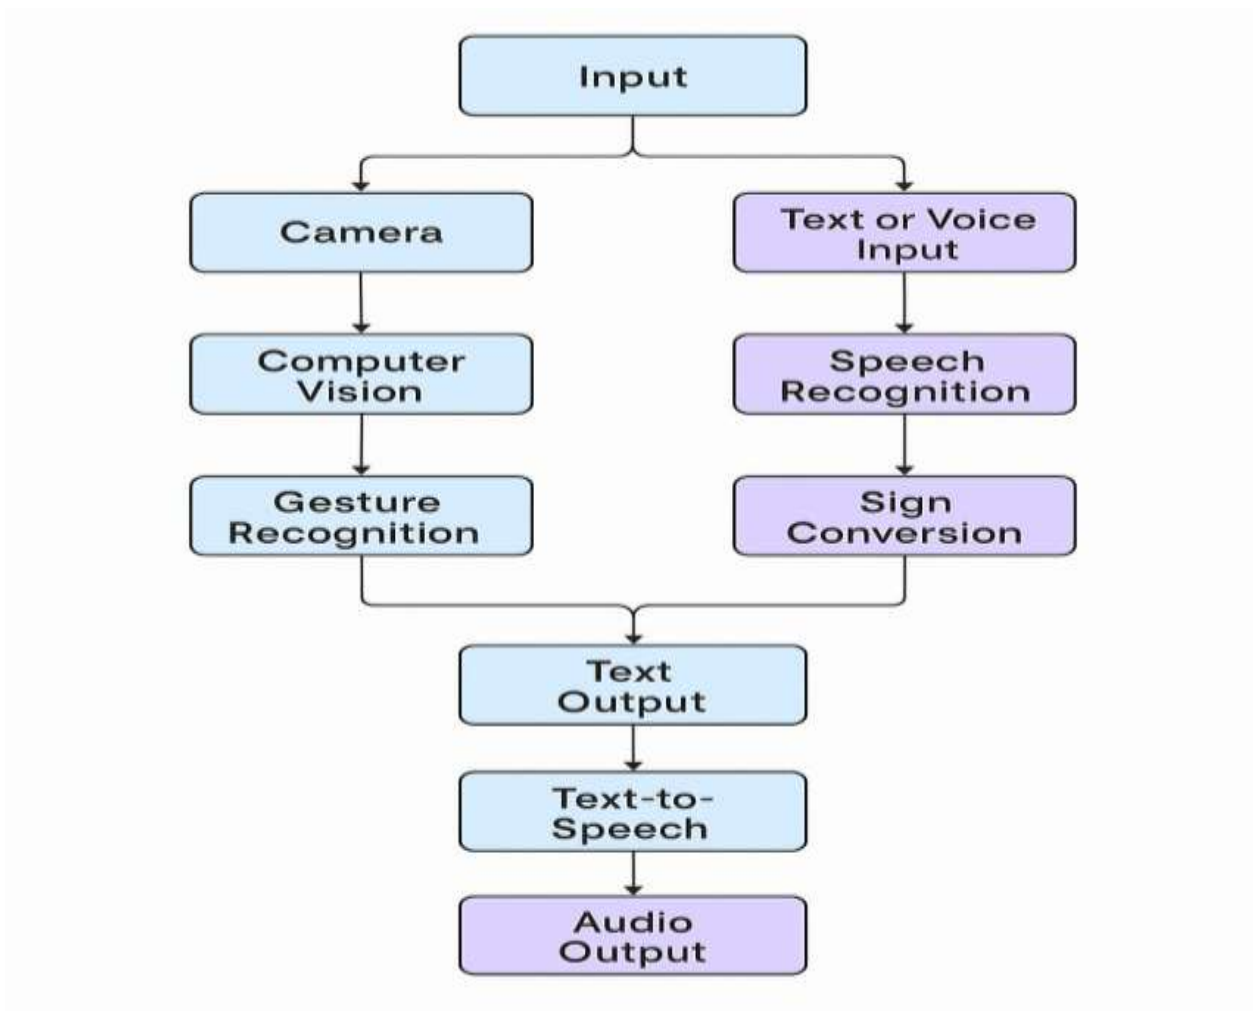 Input
Camera
Text or Voice
Input
Computer
Vision
Speech
Recognition
Gesture
Recognition
Sign
Conversion
Text
Output
Text-to-
Speech
Audio
Output